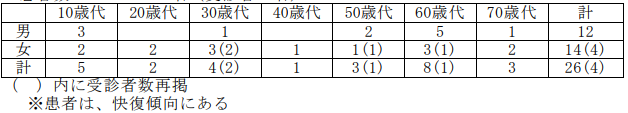 10歳代 20歳代 30歳代 40歳代 50歳代 60歳代 70歳代 計
男 3 1 2 5 1 12
女 2 2 3(2) 1 1(1) 3(1) 2 14(4)
計 5 2 4(2) 1 3(1) 8(1) 3 26(4)
(　)内に受診者数再掲
※患者は、快復傾向にある